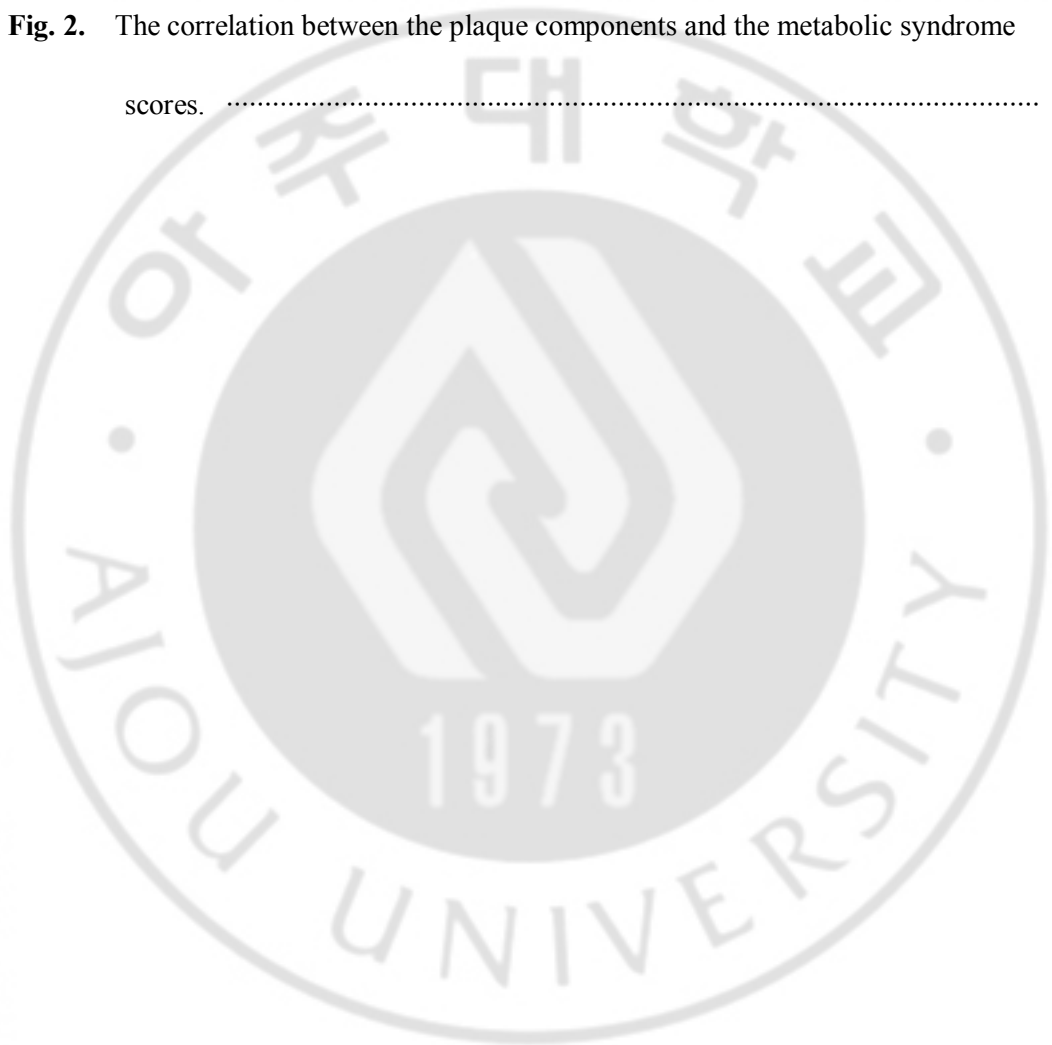 Fig. 2. The correlation between the plaque components and the metabolic syndrome
scores. ........................................................................................
아주대학교
1973
AJOU UNIVERSITY